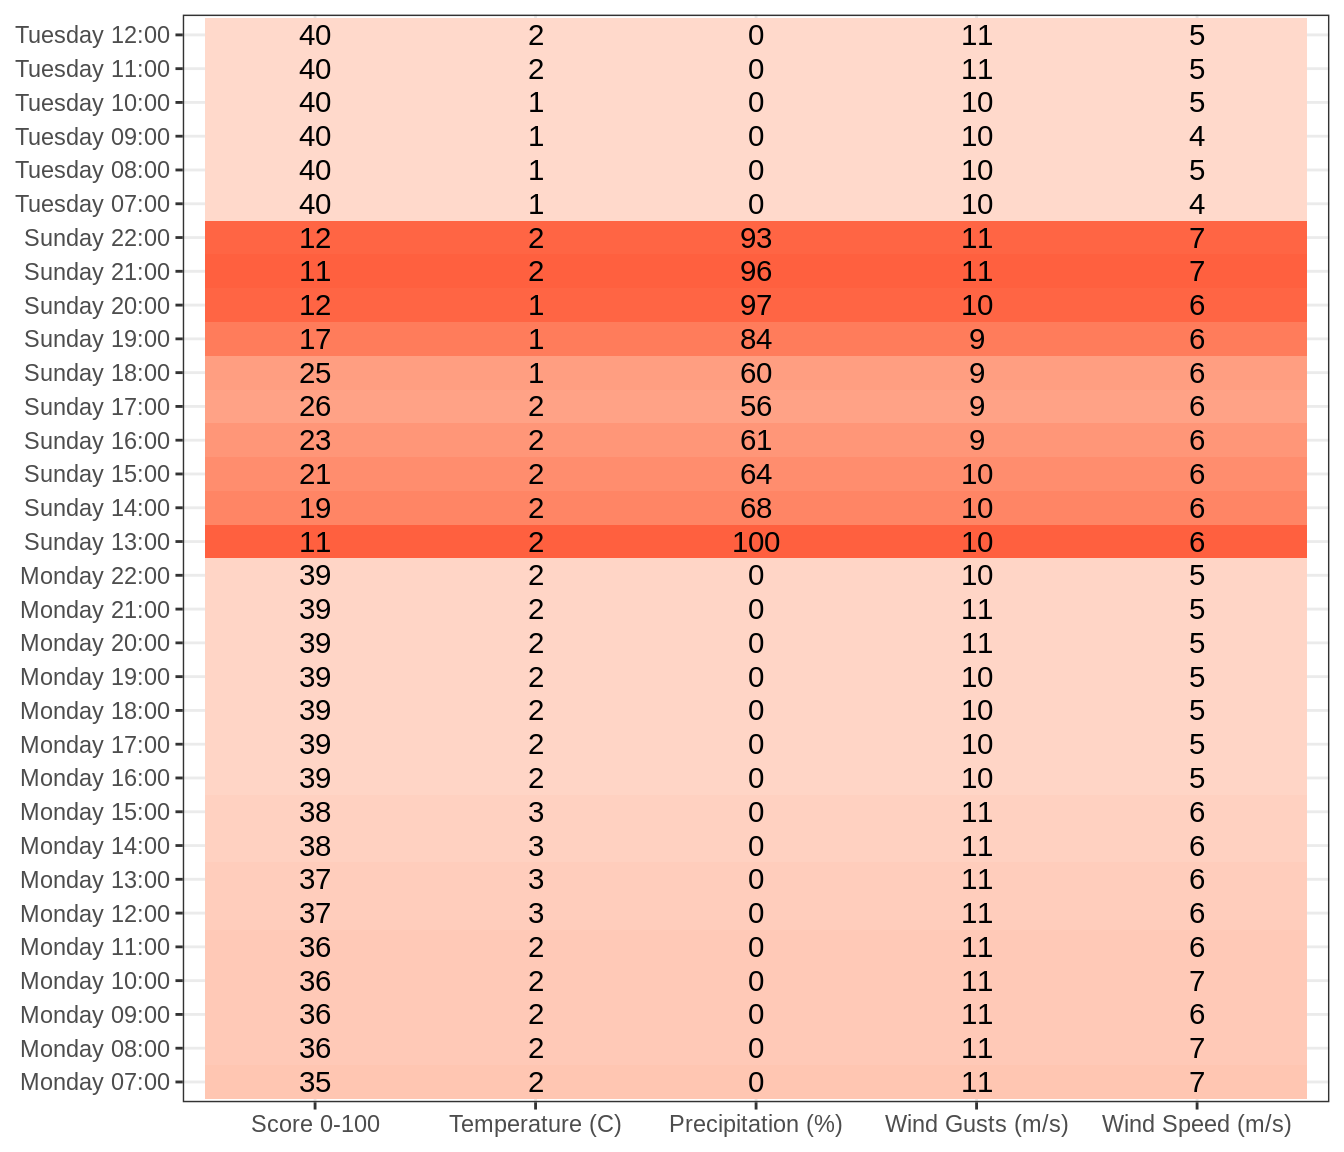 Tuesday 12:00 40 2 0 11 5
Tuesday 11:00 40 2 0 11 5
Tuesday 10:00 40 1 0 10 5
Tuesday 09:00 40 1 0 10 4
Tuesday 08:00 40 1 0 10 5
Tuesday 07:00 40 1 0 10 4
Sunday 22:00 12 2 93 11 7
Sunday 21:00 11 2 96 11 7
Sunday 20:00 12 1 97 10 6
Sunday 19:00 17 1 84 9 6
Sunday 18:00 25 1 60 9 6
Sunday 17:00 26 2 56 9 6
Sunday 16:00 23 2 61 9 6
Sunday 15:00 21 2 64 10 6
Sunday 14:00 19 2 68 10 6
Sunday 13:00 11 2 100 10 6
Monday 22:00 39 2 0 10 5
Monday 21:00 39 2 0 11 5
Monday 20:00 39 2 0 11 5
Monday 19:00 39 2 0 10 5
Monday 18:00 39 2 0 10 5
Monday 17:00 39 2 0 10 5
Monday 16:00 39 2 0 10 5
Monday 15:00 38 3 0 11 6
Monday 14:00 38 3 0 11 6
Monday 13:00 37 3 0 11 6
Monday 12:00 37 3 0 11 6
Monday 11:00 36 2 0 11 6
Monday 10:00 36 2 0 11 7
Monday 09:00 36 2 0 11 6
Monday 08:00 36 2 0 11 7
Monday 07:00 35 2 0 11 7
Score 0-100 Temperature (C) Precipitation (%) Wind Gusts (m/s) Wind Speed (m/s)